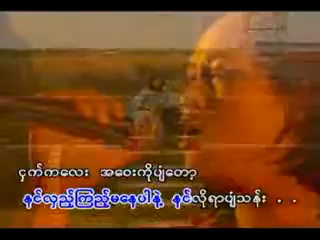 ငှက်ကလေး အဝေးကိုပျံတော့
နင်လှည့်ကြည့်မနေပါနဲ့ နင်လိုရာပျံသန်း . .